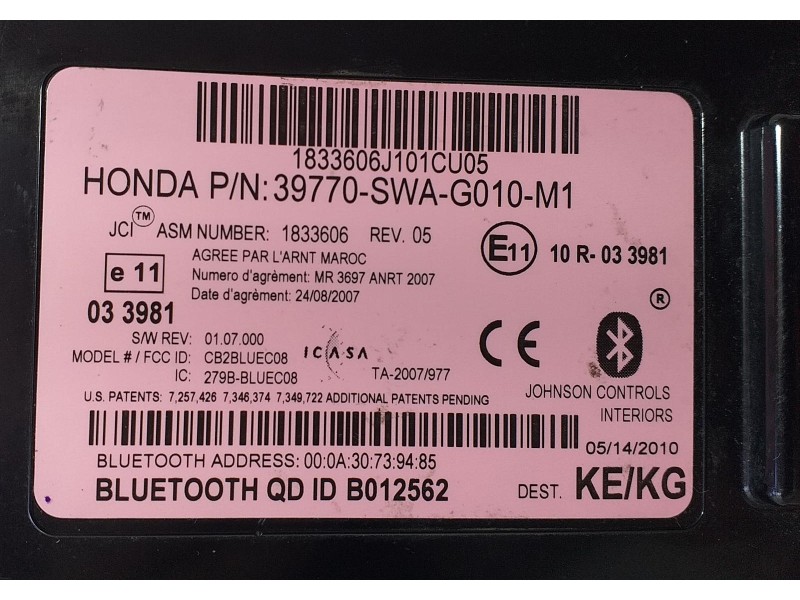 1833606J101CU05
HONDA P/N: 39770-SWA-G010-M1
JCI™ ASM NUMBER: 1833606 REV. 05
E11 10 R- 03 3981
e 11
AGREE PAR L'ARNT MAROC
Numero d'agrèment: MR 3697 ANRT 2007
Date d'agrèment: 24/08/2007
03 3981
®
S/W REV: 01.07.000
MODEL # / FCC ID: CB2BLUEC08
IC: 279B-BLUEC08
ICASA
TA-2007/977
CE
JOHNSON CONTROLS
INTERIORS
U.S. PATENTS: 7,257,426 7,346,374 7,349,722 ADDITIONAL PATENTS PENDING
05/14/2010
BLUETOOTH ADDRESS: 00:0A:30:73:94:85
BLUETOOTH QD ID B012562
DEST. KE/KG